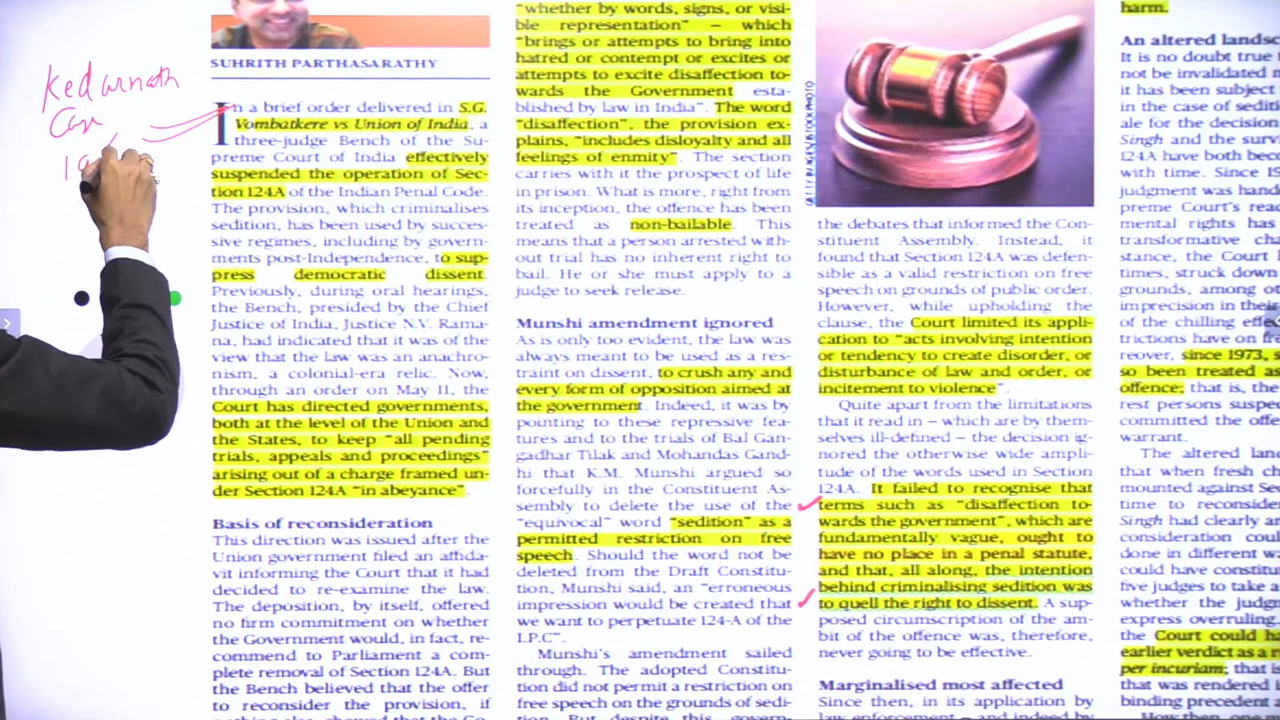 Kedarnath
Case
SUHRITH PARTHASARATHY
In a brief order delivered in S.G.
Vombatkere vs Union of India, a
three-judge Bench of the Su-
preme Court of India effectively
suspended the operation of Sec-
tion 124A of the Indian Penal Code.
The provision, which criminalises
sedition, has been used by succes-
sive regimes, including by govern-
ments post-Independence, to sup-
press democratic dissent.
Previously, during oral hearings,
the Bench, presided by the Chief
Justice of India, Justice N.V. Rama-
na, had indicated that it was of the
view that the law was an anachro-
nism, a colonial-era relic. Now,
through an order on May 11, the
Court has directed governments,
both at the level of the Union and
the States, to keep “all pending
trials, appeals and proceedings”
arising out of a charge framed un-
der Section 124A “in abeyance”.
Basis of reconsideration
This direction was issued after the
Union government filed an affida-
vit informing the Court that it had
decided to re-examine the law.
The deposition, by itself, offered
no firm commitment on whether
the Government would, in fact, re-
commend to Parliament a com-
plete removal of Section 124A. But
the Bench believed that the offer
to reconsider the provision, if
“whether by words, signs, or visi-
ble representation” — which
“brings or attempts to bring into
hatred or contempt or excites or
attempts to excite disaffection to-
wards the Government esta-
blished by law in India”. The word
“disaffection”, the provision ex-
plains, “includes disloyalty and all
feelings of enmity”. The section
carries with it the prospect of life
in prison. What is more, right from
its inception, the offence has been
treated as non-bailable. This
means that a person arrested with-
out trial has no inherent right to
bail. He or she must apply to a
judge to seek release.
Munshi amendment ignored
As is only too evident, the law was
always meant to be used as a res-
traint on dissent, to crush any and
every form of opposition aimed at
the government. Indeed, it was by
pointing to these repressive fea-
tures and to the trials of Bal Gan-
gadhar Tilak and Mohandas Gand-
hi that K.M. Munshi argued so
forcefully in the Constituent As-
sembly to delete the use of the
“equivocal” word “sedition” as a
permitted restriction on free
speech. Should the word not be
deleted from the Draft Constitu-
tion, Munshi said, an “erroneous
impression would be created that
we want to perpetuate 124-A of the
I.P.C”.
Munshi’s amendment sailed
through. The adopted Constitu-
tion did not permit a restriction on
free speech on the grounds of sedi-
tion. But despite this, govern-
GETTY IMAGES/ISTOCKPHOTO
the debates that informed the Con-
stituent Assembly. Instead, it
found that Section 124A was defen-
sible as a valid restriction on free
speech on grounds of public order.
However, while upholding the
clause, the Court limited its appli-
cation to “acts involving intention
or tendency to create disorder, or
disturbance of law and order, or
incitement to violence”.
Quite apart from the limitations
that it read in – which are by them-
selves ill-defined – the decision ig-
nored the otherwise wide ampli-
tude of the words used in Section
124A. It failed to recognise that
terms such as “disaffection to-
wards the government”, which are
fundamentally vague, ought to
have no place in a penal statute,
and that, all along, the intention
behind criminalising sedition was
to quell the right to dissent. A sup-
posed circumscription of the am-
bit of the offence was, therefore,
never going to be effective.
Marginalised most affected
Since then, in its application by
law enforcement – and indeed by
harm.
An altered landsc
It is no doubt true
not be invalidated
it has been subject
in the case of sediti
ale for the decision
Singh and the surv
124A have both beco
with time. Since 19
judgment was hand
preme Court’s read
mental rights has
transformative cha
stance, the Court
times, struck down
grounds, among ot
imprecision in their
of the chilling effec
trictions have on fre
reover, since 1973, s
so been treated as
offence; that is, the
rest persons suspec
committed the offe
warrant.
The altered land
that when fresh ch
mounted against Sec
time to reconsider
Singh had clearly ar
consideration coul
done in different wa
could have constitu
five judges to take a
whether the judgm
express overruling.
the Court could ha
earlier verdict as a r
per incuriam; that is
that was rendered i
binding precedent a